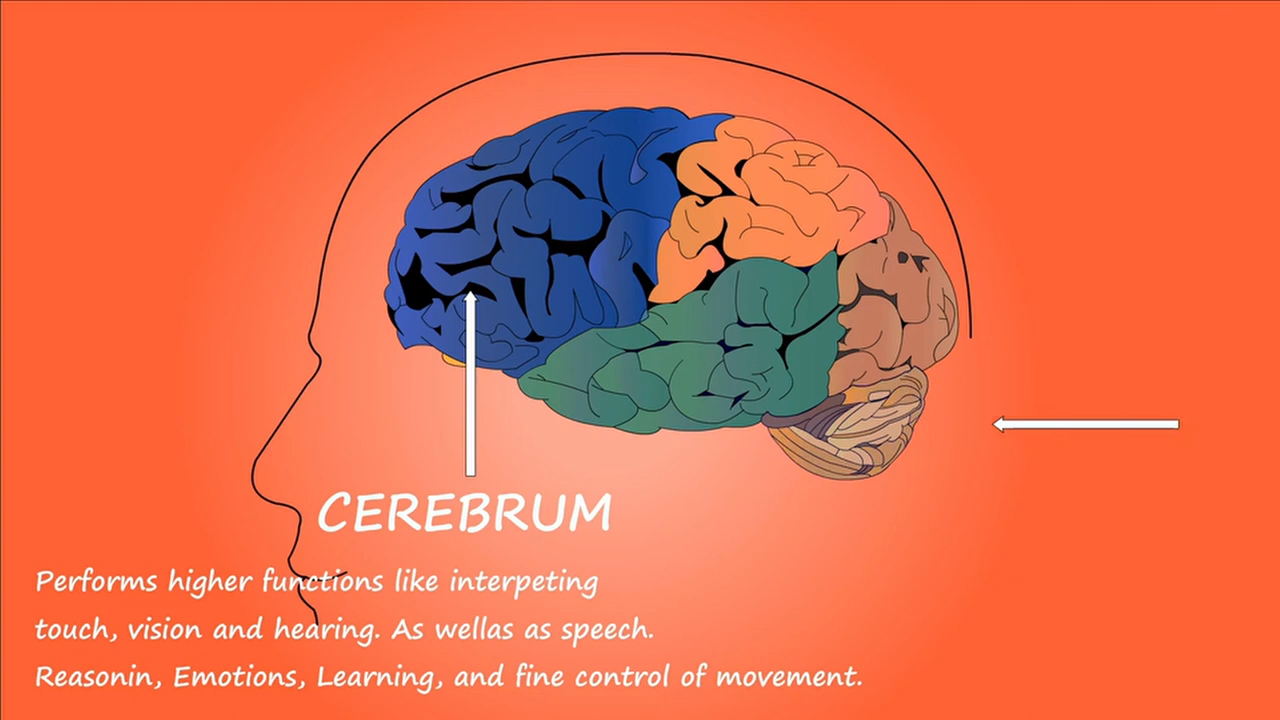 CEREBRUM
Performs higher functions like interpeting
touch, vision and hearing. As wellas as speech.
Reasonin, Emotions, Learning, and fine control of movement.